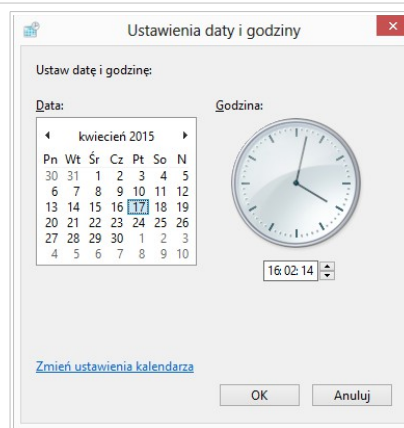 Ustawienia daty i godziny
Ustaw datę i godzinę:
Data:
Godzina:
kwiecień 2015
Pn Wt Śr Cz Pt So N
30 31 1 2 3 4 5
6 7 8 9 10 11 12
13 14 15 16 17 18 19
20 21 22 23 24 25 26
27 28 29 30 1 2 3
4 5 6 7 8 9 10
16:02:14
Zmień ustawienia kalendarza
OK Anuluj